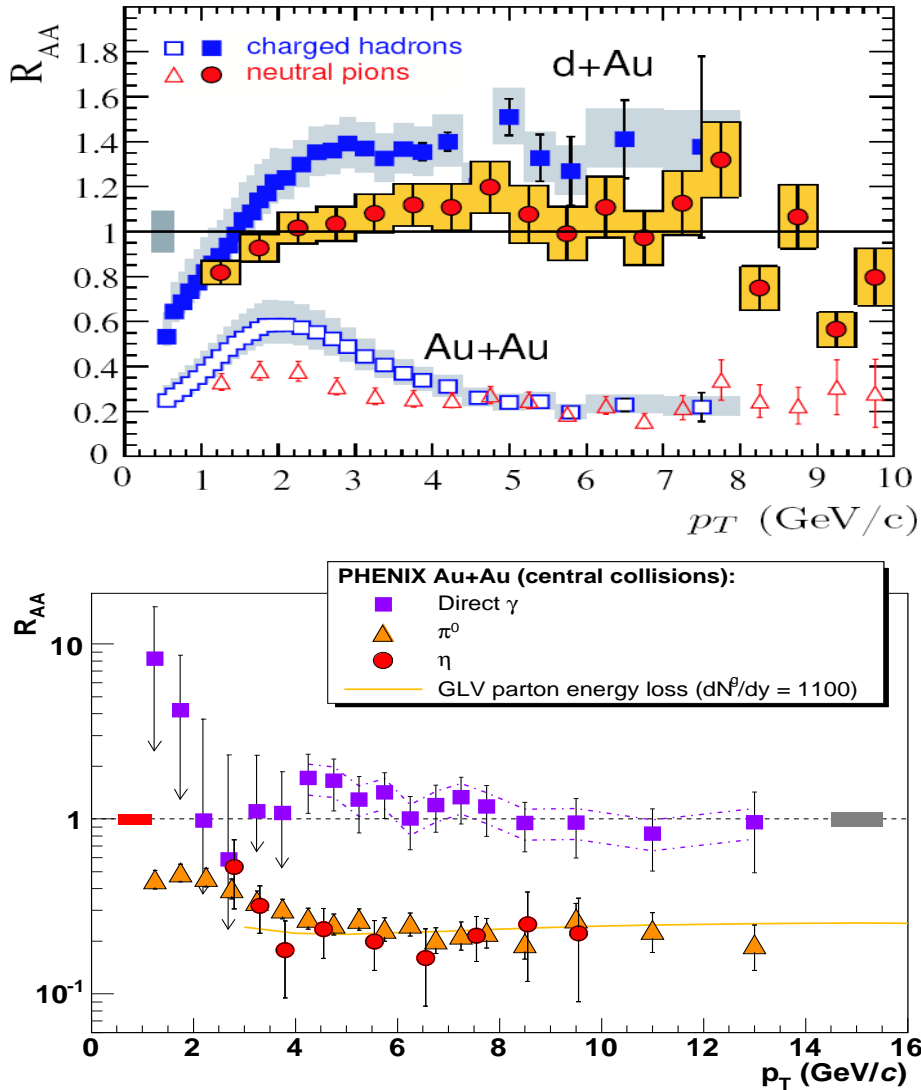 R_AA
1.8
1.6
1.4
1.2
1
0.8
0.6
0.4
0.2
0
charged hadrons
neutral pions
d+Au
Au+Au
0 1 2 3 4 5 6 7 8 9 10
p_T (GeV/c)
PHENIX Au+Au (central collisions):
Direct γ
π⁰
η
GLV parton energy loss (dN^g/dy = 1100)
R_AA
10
1
10⁻¹
0 2 4 6 8 10 12 14 16
p_T (GeV/c)